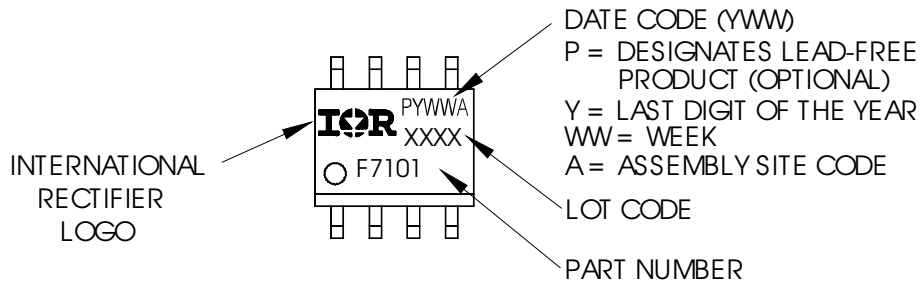 DATE CODE (YWW)
P = DESIGNATES LEAD-FREE
PRODUCT (OPTIONAL)
Y = LAST DIGIT OF THE YEAR
WW = WEEK
A = ASSEMBLY SITE CODE
LOT CODE
PART NUMBER
INTERNATIONAL
RECTIFIER
LOGO
IOR
PYWWA
XXXX
F7101